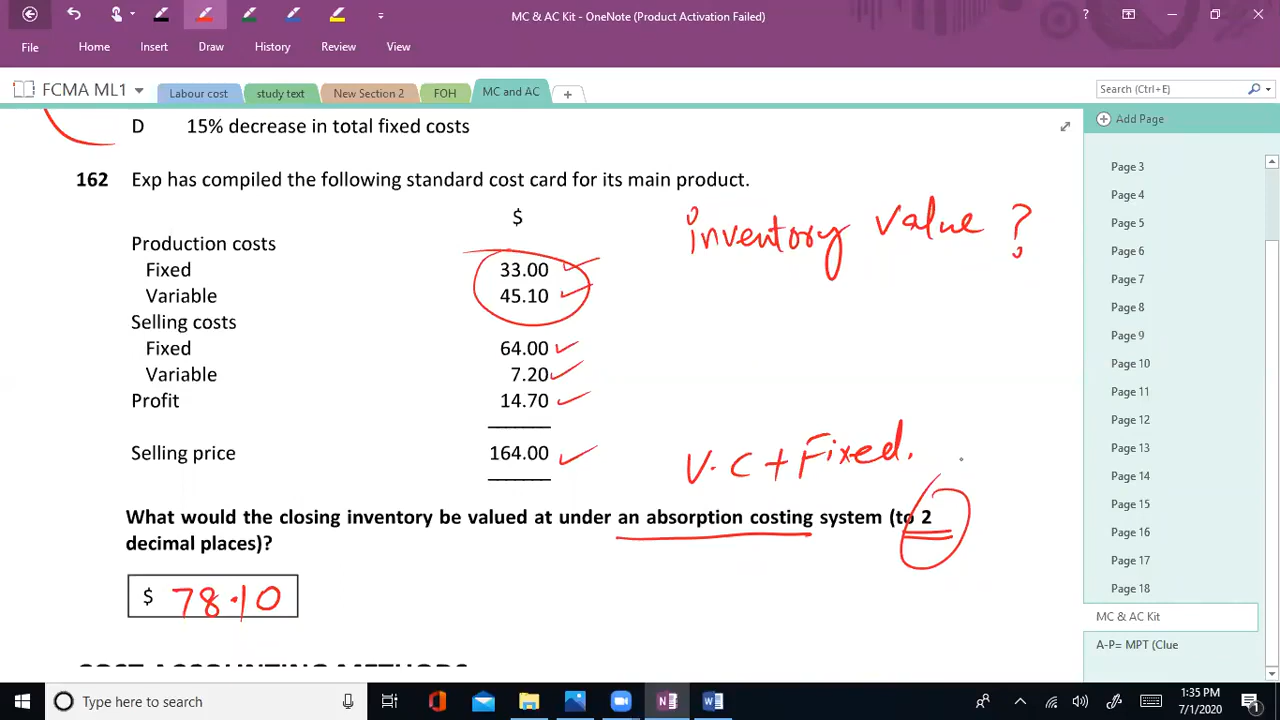 MC & AC Kit - OneNote (Product Activation Failed)
?
File Home Insert Draw History Review View
FCMA ML1 Labour cost study text New Section 2 FOH MC and AC
Search (Ctrl+E)
Add Page
D 15% decrease in total fixed costs
162 Exp has compiled the following standard cost card for its main product.
$
inventory value ?
Production costs
Fixed 33.00
Variable 45.10
Selling costs
Fixed 64.00
Variable 7.20
Profit 14.70
Selling price 164.00
V.C + Fixed.
What would the closing inventory be valued at under an absorption costing system (to 2
decimal places)?
$ 78.10
COST ACCOUNTING METHODS
Page 3
Page 4
Page 5
Page 6
Page 7
Page 8
Page 9
Page 10
Page 11
Page 12
Page 13
Page 14
Page 15
Page 16
Page 17
Page 18
MC & AC Kit
A-P= MPT (Clue
Type here to search
1:35 PM
7/1/2020